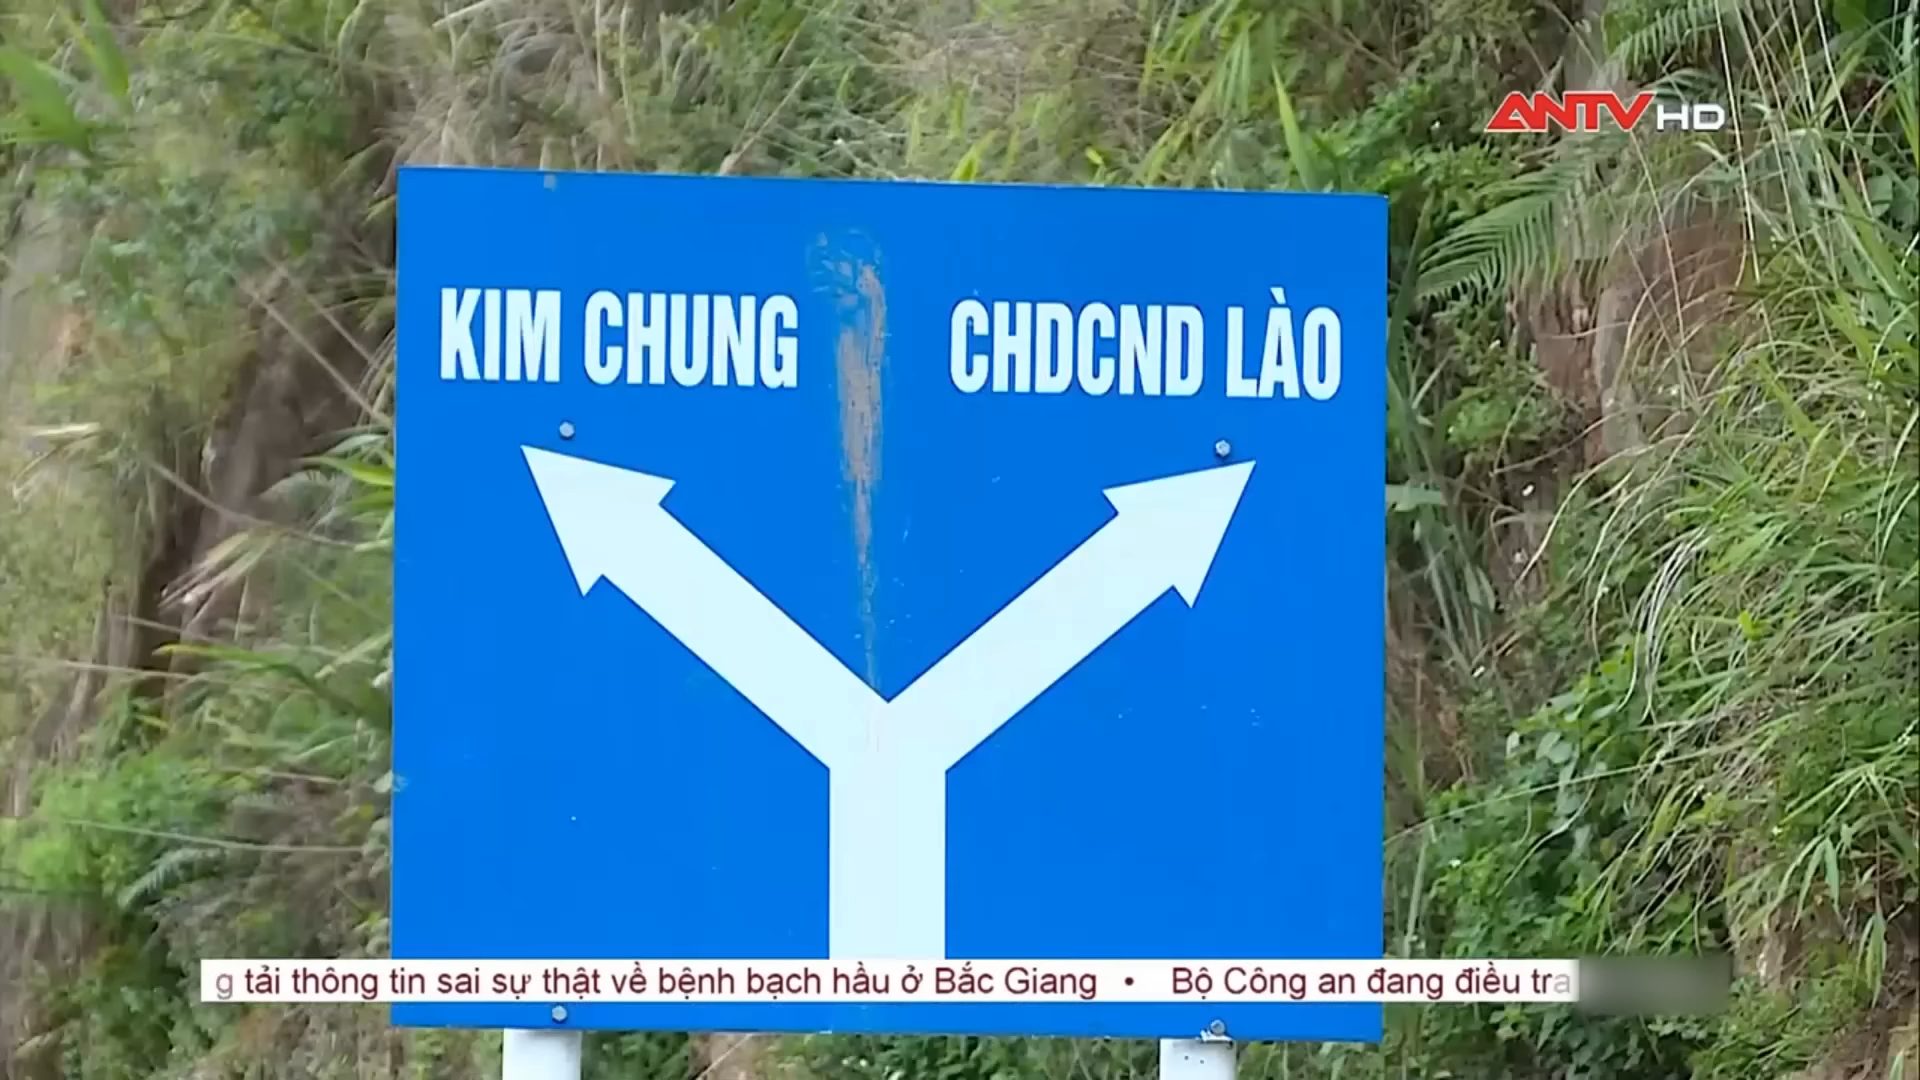 ANTV HD
KIM CHUNG
CHDCND LÀO
g tải thông tin sai sự thật về bệnh bạch hầu ở Bắc Giang • Bộ Công an đang điều tra